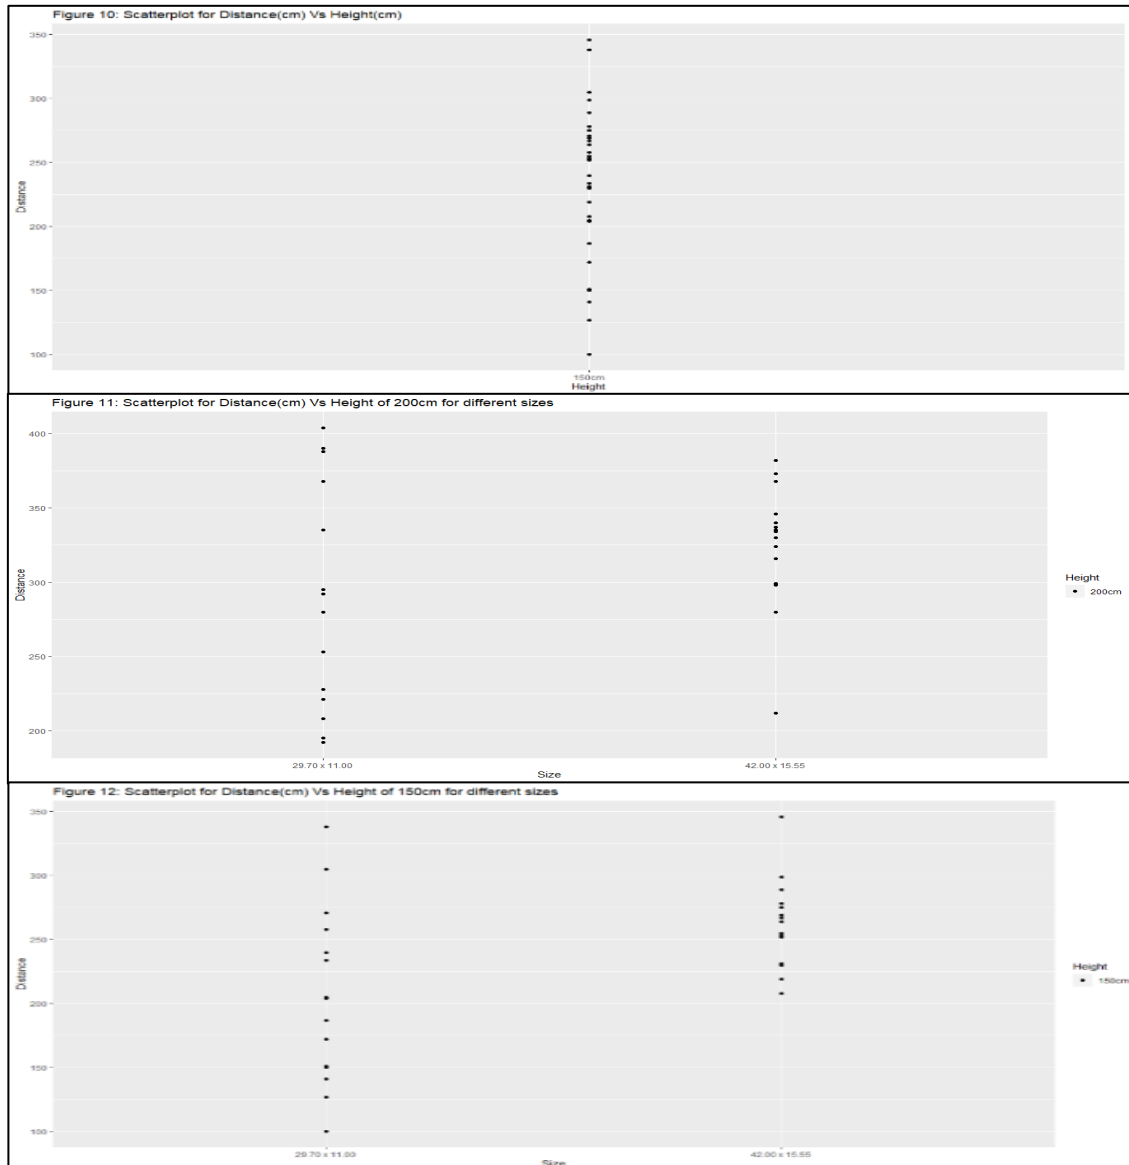 Figure 10: Scatterplot for Distance(cm) Vs Height(cm)
350
300
250
200
150
100
Distance
150cm
Height
Figure 11: Scatterplot for Distance(cm) Vs Height of 200cm for different sizes
400
350
300
250
200
Distance
Height
200cm
29.70 x 11.00
42.00 x 15.55
Size
Figure 12: Scatterplot for Distance(cm) Vs Height of 150cm for different sizes
350
300
250
200
150
100
Distance
Height
150cm
29.70 x 11.00
42.00 x 15.55
Size